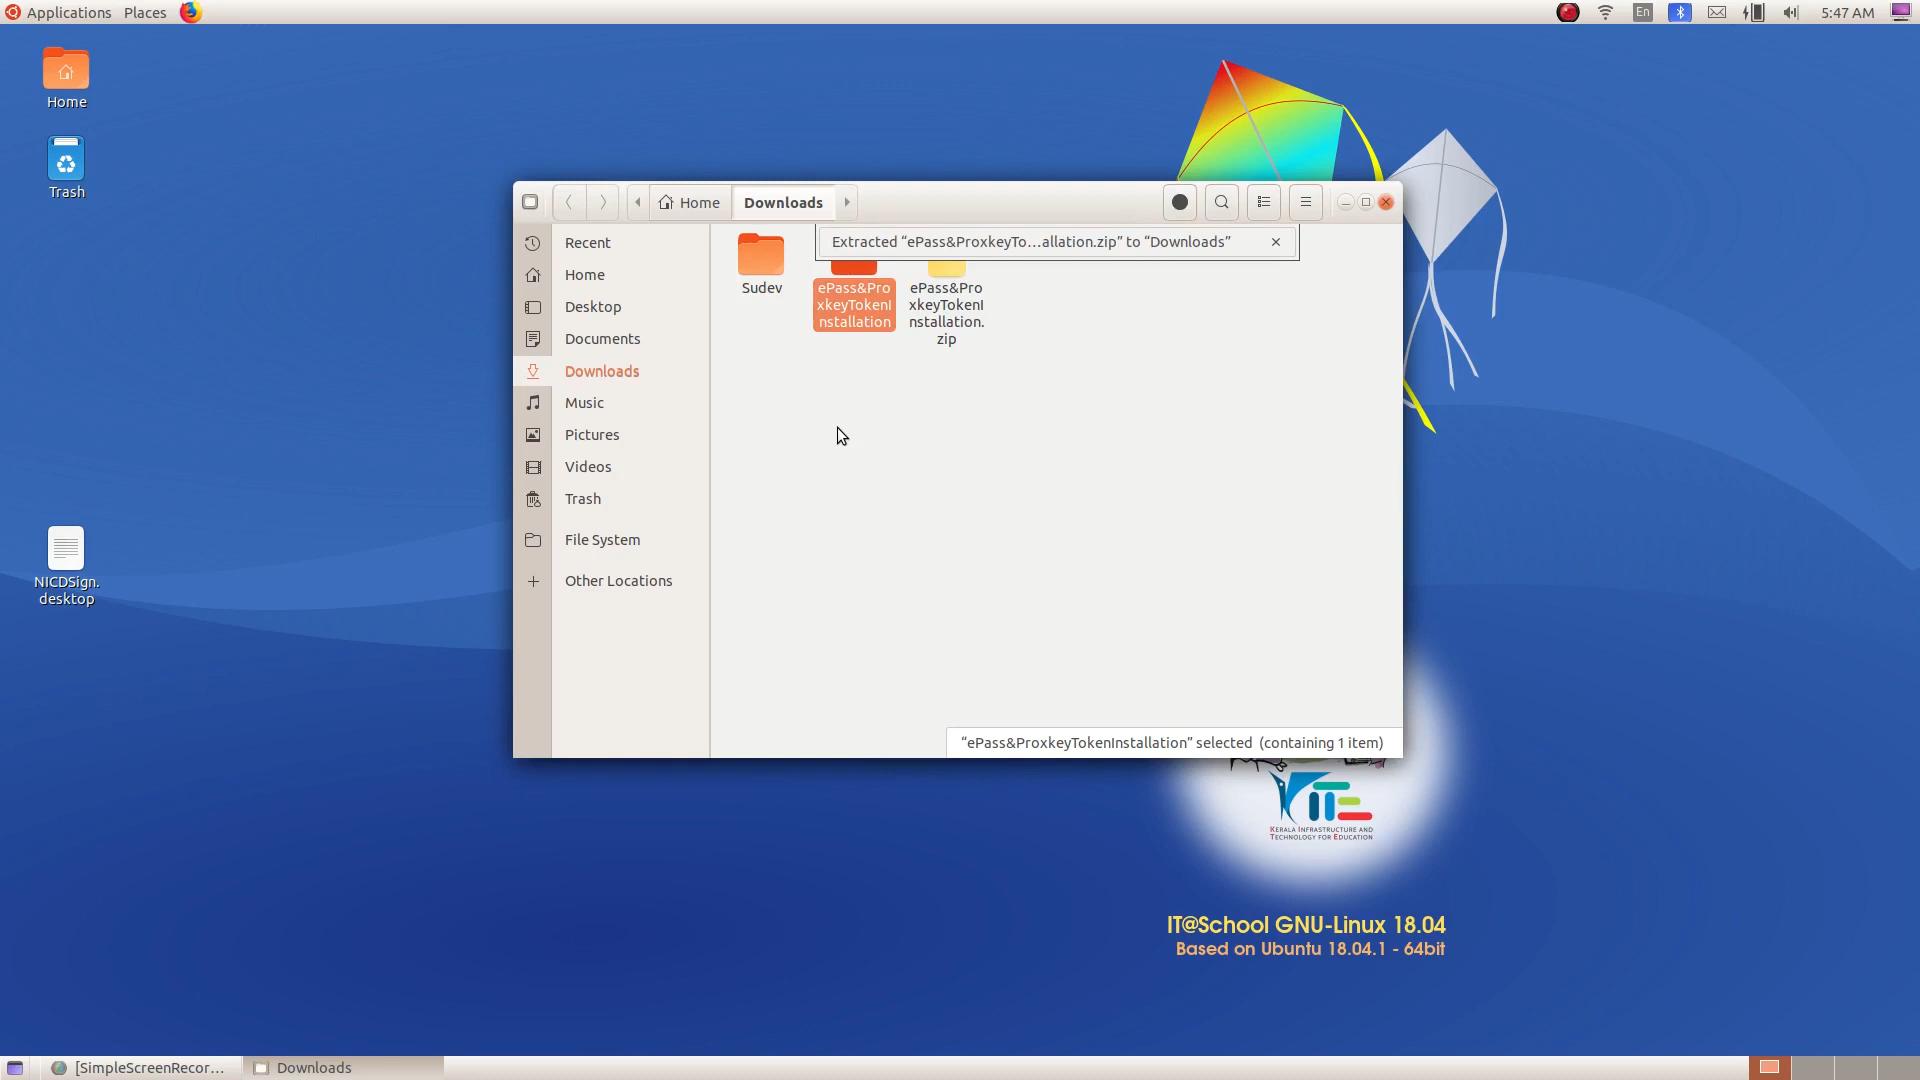 Applications Places En 5:47 AM
Home
Trash
NICDSign.
desktop
Home Downloads
Extracted “ePass&ProxkeyTo…allation.zip” to “Downloads”
Recent
Home
Desktop
Documents
Downloads
Music
Pictures
Videos
Trash
File System
Other Locations
Sudev
ePass&Pro
xkeyTokenI
nstallation
ePass&Pro
xkeyTokenI
nstallation.
zip
“ePass&ProxkeyTokenInstallation” selected (containing 1 item)
KERALA INFRASTRUCTURE AND
TECHNOLOGY FOR EDUCATION
IT@School GNU-Linux 18.04
Based on Ubuntu 18.04.1 - 64bit
[SimpleScreenRecor… Downloads